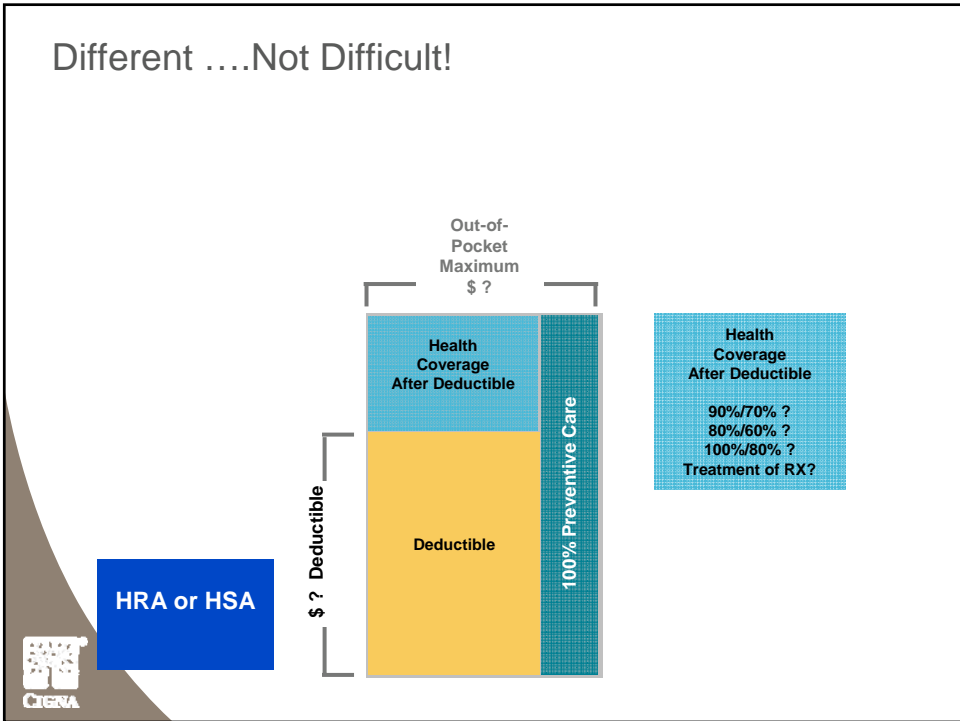 Different ….Not Difficult!
Out-of-
Pocket
Maximum
$ ?
Health
Coverage
After Deductible
100% Preventive Care
Deductible
$ ? Deductible
HRA or HSA
Health
Coverage
After Deductible
90%/70% ?
80%/60% ?
100%/80% ?
Treatment of RX?
CIGNA